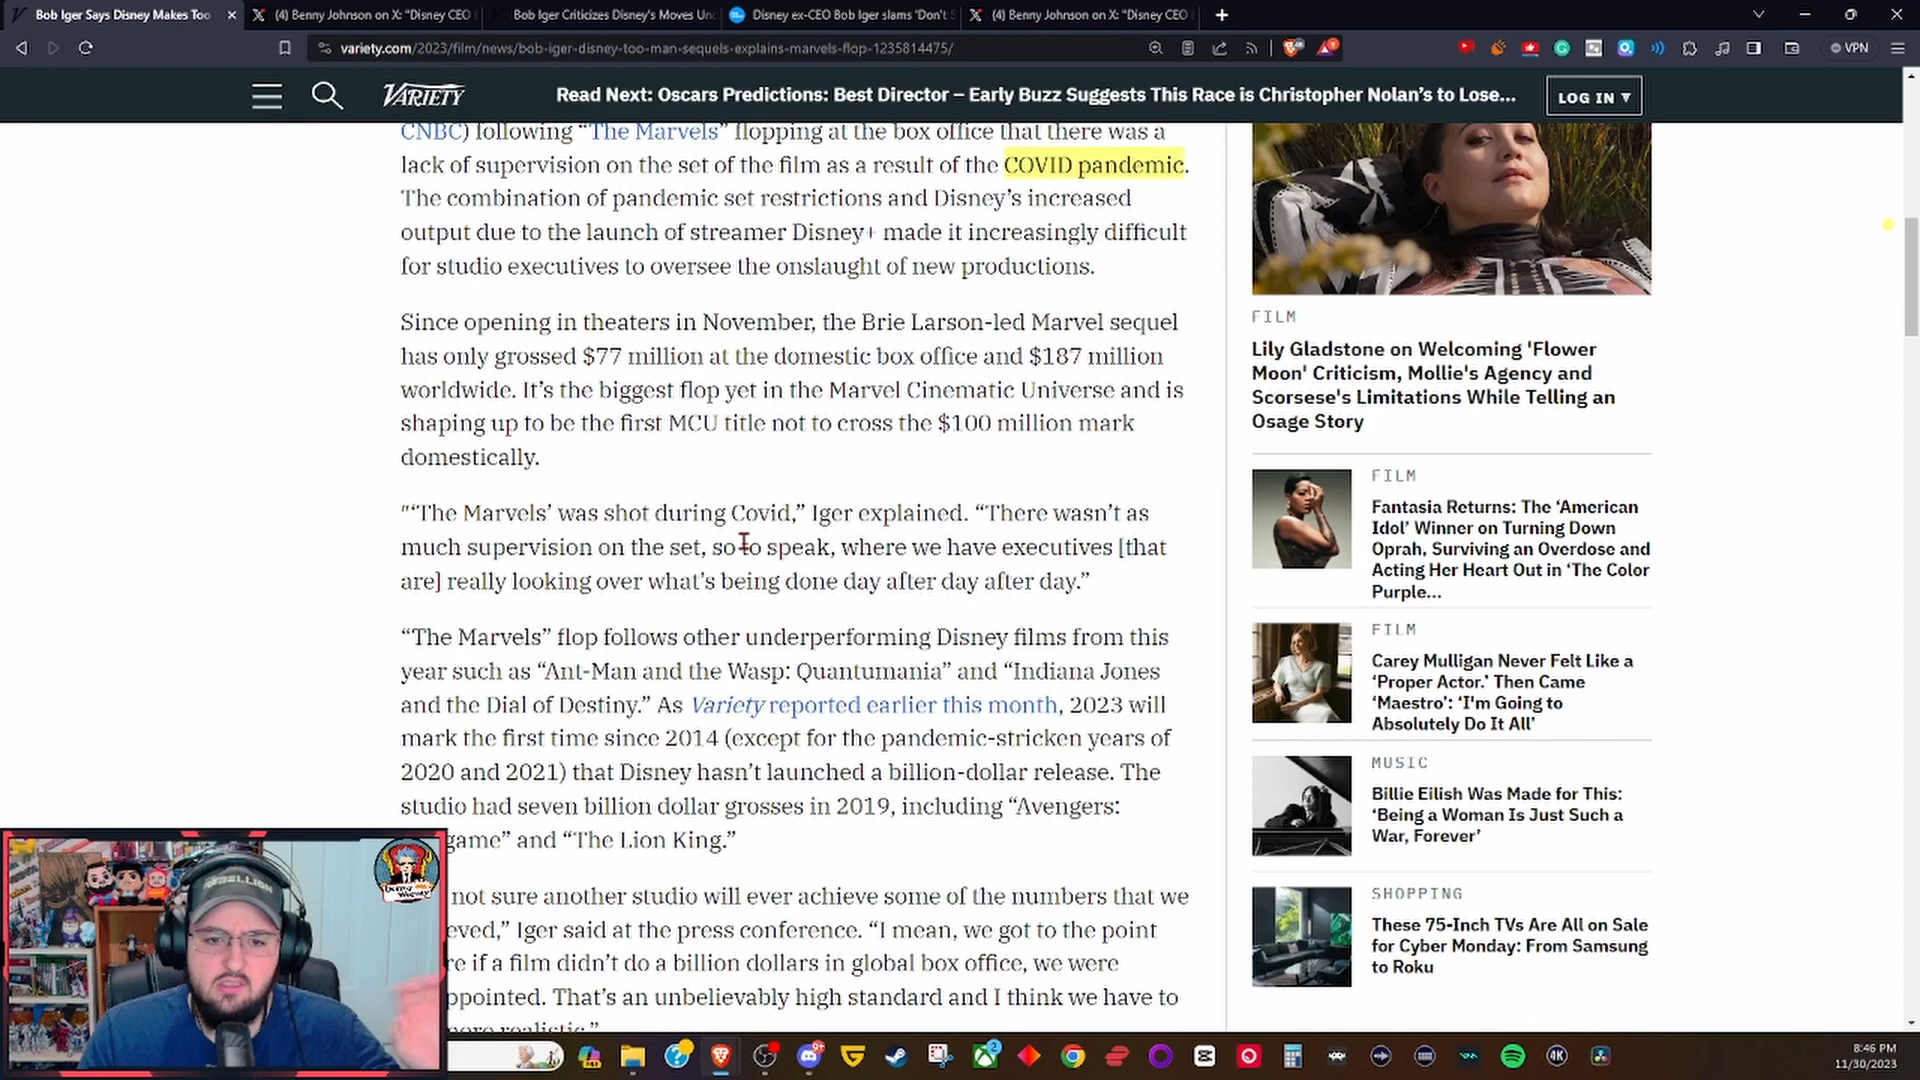 Bob Iger Says Disney Makes Too
(4) Benny Johnson on X: "Disney CEO
Bob Iger Criticizes Disney's Moves Un
Disney ex-CEO Bob Iger slams 'Don't S
(4) Benny Johnson on X: "Disney CEO
variety.com/2023/film/news/bob-iger-disney-too-man-sequels-explains-marvels-flop-1235814475/
VPN
VARIETY
Read Next: Oscars Predictions: Best Director – Early Buzz Suggests This Race is Christopher Nolan's to Lose...
LOG IN ▼
CNBC) following “The Marvels” flopping at the box office that there was a
lack of supervision on the set of the film as a result of the COVID pandemic.
The combination of pandemic set restrictions and Disney’s increased
output due to the launch of streamer Disney+ made it increasingly difficult
for studio executives to oversee the onslaught of new productions.
Since opening in theaters in November, the Brie Larson-led Marvel sequel
has only grossed $77 million at the domestic box office and $187 million
worldwide. It’s the biggest flop yet in the Marvel Cinematic Universe and is
shaping up to be the first MCU title not to cross the $100 million mark
domestically.
"‘The Marvels’ was shot during Covid,” Iger explained. “There wasn’t as
much supervision on the set, so to speak, where we have executives [that
are] really looking over what’s being done day after day after day.”
“The Marvels” flop follows other underperforming Disney films from this
year such as “Ant-Man and the Wasp: Quantumania” and “Indiana Jones
and the Dial of Destiny.” As Variety reported earlier this month, 2023 will
mark the first time since 2014 (except for the pandemic-stricken years of
2020 and 2021) that Disney hasn’t launched a billion-dollar release. The
studio had seven billion dollar grosses in 2019, including “Avengers:
game” and “The Lion King.”
not sure another studio will ever achieve some of the numbers that we
eved,” Iger said at the press conference. “I mean, we got to the point
re if a film didn’t do a billion dollars in global box office, we were
ppointed. That’s an unbelievably high standard and I think we have to
more realistic.”
FILM
Lily Gladstone on Welcoming 'Flower
Moon' Criticism, Mollie's Agency and
Scorsese's Limitations While Telling an
Osage Story
FILM
Fantasia Returns: The ‘American
Idol’ Winner on Turning Down
Oprah, Surviving an Overdose and
Acting Her Heart Out in ‘The Color
Purple...
FILM
Carey Mulligan Never Felt Like a
‘Proper Actor.’ Then Came
‘Maestro’: ‘I'm Going to
Absolutely Do It All’
MUSIC
Billie Eilish Was Made for This:
‘Being a Woman Is Just Such a
War, Forever’
SHOPPING
These 75-Inch TVs Are All on Sale
for Cyber Monday: From Samsung
to Roku
REBELLION
4K
8:46 PM
11/30/2023